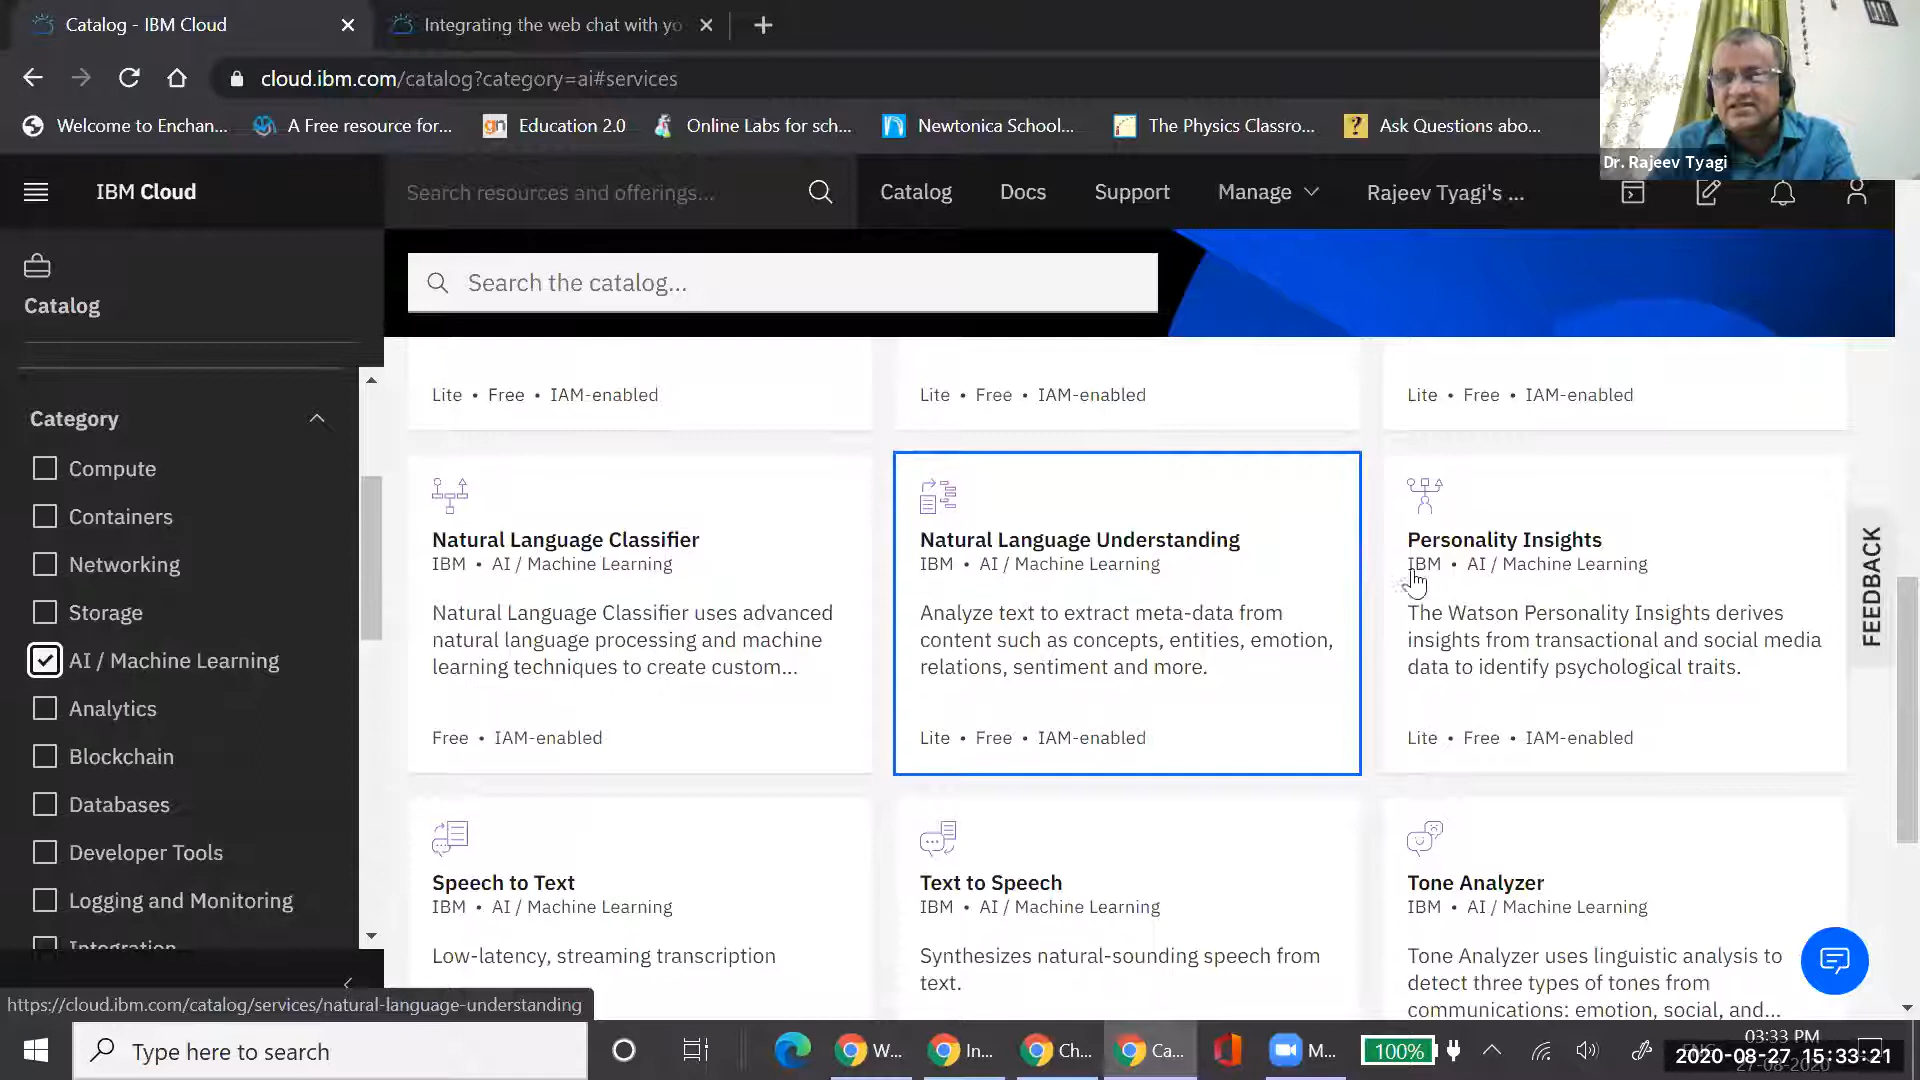 Catalog - IBM Cloud
Integrating the web chat with yo
cloud.ibm.com/catalog?category=ai#services
Welcome to Enchan...
A Free resource for...
gn
Education 2.0
Online Labs for sch...
Newtonica School...
The Physics Classro...
Ask Questions abo...
Dr. Rajeev Tyagi
IBM Cloud
Search resources and offerings...
Catalog
Docs
Support
Manage
Rajeev Tyagi's ...
Catalog
Search the catalog...
Category
Compute
Containers
Networking
Storage
AI / Machine Learning
Analytics
Blockchain
Databases
Developer Tools
Logging and Monitoring
Integration
Lite • Free • IAM-enabled
Lite • Free • IAM-enabled
Lite • Free • IAM-enabled
Natural Language Classifier
IBM • AI / Machine Learning
Natural Language Classifier uses advanced
natural language processing and machine
learning techniques to create custom...
Free • IAM-enabled
Natural Language Understanding
IBM • AI / Machine Learning
Analyze text to extract meta-data from
content such as concepts, entities, emotion,
relations, sentiment and more.
Lite • Free • IAM-enabled
Personality Insights
IBM • AI / Machine Learning
The Watson Personality Insights derives
insights from transactional and social media
data to identify psychological traits.
Lite • Free • IAM-enabled
FEEDBACK
Speech to Text
IBM • AI / Machine Learning
Low-latency, streaming transcription
Text to Speech
IBM • AI / Machine Learning
Synthesizes natural-sounding speech from
text.
Tone Analyzer
IBM • AI / Machine Learning
Tone Analyzer uses linguistic analysis to
detect three types of tones from
communications: emotion, social, and...
https://cloud.ibm.com/catalog/services/natural-language-understanding
Type here to search
W...
In...
Ch...
Ca...
M...
100%
03:33 PM
2020-08-27 15:33:21
27-08-2020